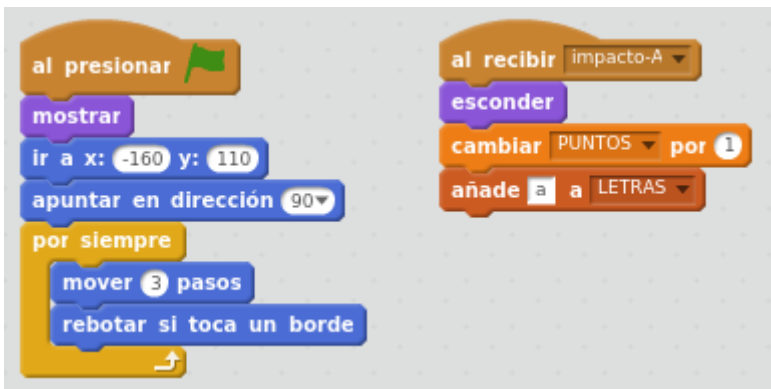 al presionar
mostrar
ir a x: -160 y: 110
apuntar en dirección 90
por siempre
mover 3 pasos
rebotar si toca un borde
al recibir impacto-A
esconder
cambiar PUNTOS por 1
añade a a LETRAS